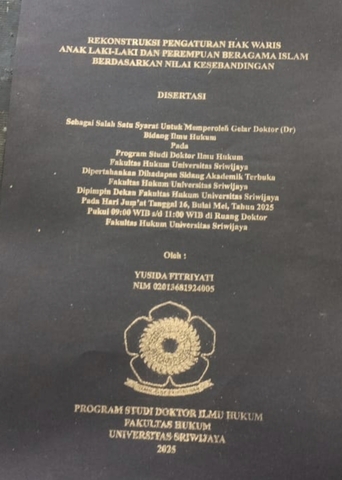 REKONSTRUKSI PENGATURAN HAK WARIS
ANAK LAKI-LAKI DAN PEREMPUAN BERAGAMA ISLAM
BERDASARKAN NILAI KESEBANDINGAN
DISERTASI
Sebagai Salah Satu Syarat Untuk Memperoleh Gelar Doktor (Dr)
Bidang Ilmu Hukum
Pada
Program Studi Doktor Ilmu Hukum
Fakultas Hukum Universitas Sriwijaya
Dipertahankan Dihadapan Sidang Akademik Terbuka
Fakultas Hukum Universitas Sriwijaya
Dipimpin Dekan Fakultas Hukum Universitas Sriwijaya
Pada Hari Jum'at Tanggal 16, Bulan Mei, Tahun 2025
Pukul 09:00 WIB s/d 11:00 WIB di Ruang Doktor
Fakultas Hukum Universitas Sriwijaya
Oleh :
YUSIDA FITRIYATI
NIM 02013681924005
PROGRAM STUDI DOKTOR ILMU HUKUM
FAKULTAS HUKUM
UNIVERSITAS SRIWIJAYA
2025